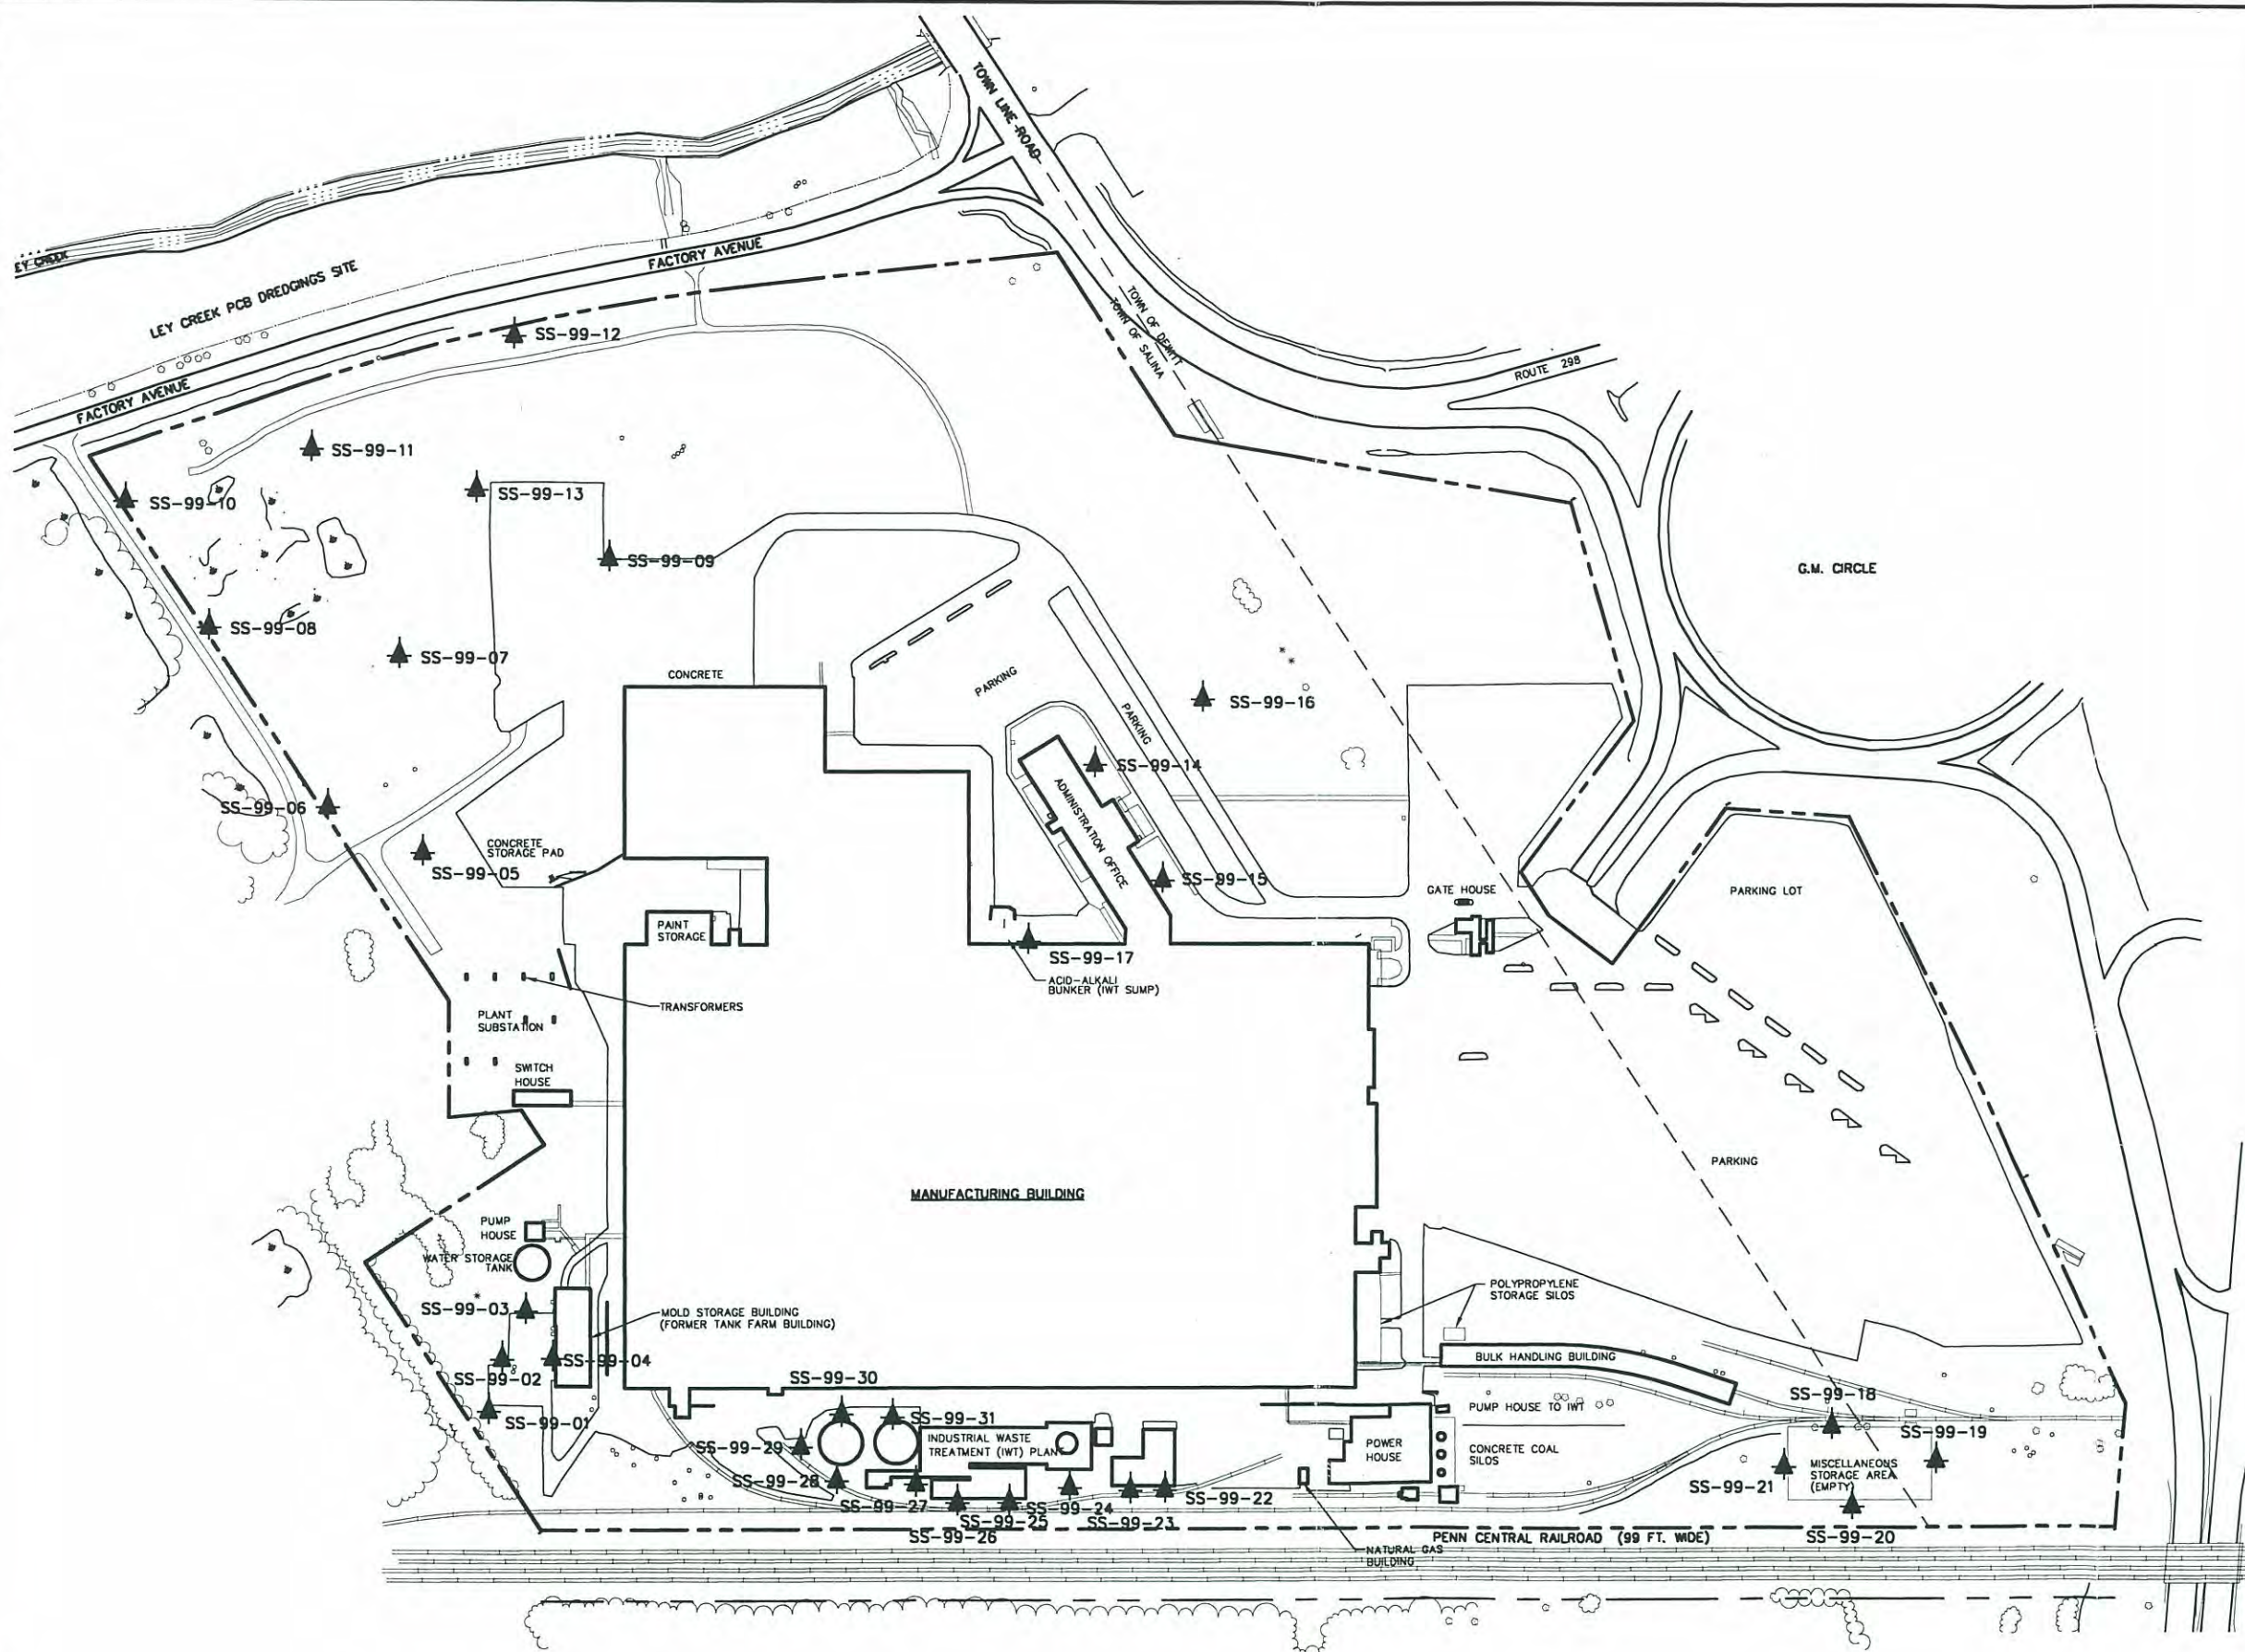 TOWN LINE ROAD
EY CREEK
LEY CREEK PCB DREDGINGS SITE
FACTORY AVENUE
FACTORY AVENUE
TOWN OF DEWITT
TOWN OF SALINA
ROUTE 298
SS-99-12
SS-99-11
SS-99-13
SS-99-10
SS-99-09
G.M. CIRCLE
SS-99-08
SS-99-07
CONCRETE
PARKING
PARKING
SS-99-16
SS-99-14
SS-99-06
CONCRETE
STORAGE PAD
ADMINISTRATION OFFICE
SS-99-05
SS-99-15
GATE HOUSE
PARKING LOT
PAINT
STORAGE
SS-99-17
ACID-ALKALI
BUNKER (IWT SUMP)
TRANSFORMERS
PLANT
SUBSTATION
SWITCH
HOUSE
PARKING
MANUFACTURING BUILDING
PUMP
HOUSE
WATER STORAGE
TANK
POLYPROPYLENE
STORAGE SILOS
SS-99-03
MOLD STORAGE BUILDING
(FORMER TANK FARM BUILDING)
SS-99-04
BULK HANDLING BUILDING
SS-99-02
SS-99-30
SS-99-18
SS-99-01
SS-99-31
PUMP HOUSE TO IWT
SS-99-19
SS-99-29
INDUSTRIAL WASTE
TREATMENT (IWT) PLANT
POWER
HOUSE
CONCRETE COAL
SILOS
MISCELLANEOUS
STORAGE AREA
(EMPTY)
SS-99-28
SS-99-21
SS-99-27
SS-99-24
SS-99-22
SS-99-25
SS-99-23
SS-99-26
PENN CENTRAL RAILROAD (99 FT. WIDE)
SS-99-20
NATURAL GAS
BUILDING